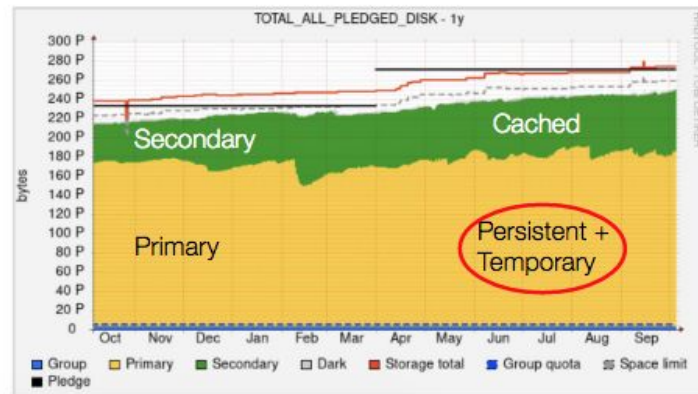 TOTAL_ALL_PLEDGED_DISK - 1y
300 P
280 P
260 P
240 P
220 P
200 P
180 P
160 P
140 P
120 P
100 P
80 P
60 P
40 P
20 P
0
bytes
Secondary
Cached
Primary
Persistent +
Temporary
Oct Nov Dec Jan Feb Mar Apr May Jun Jul Aug Sep
Group Primary Secondary Dark Storage total Group quota Space limit
Pledge